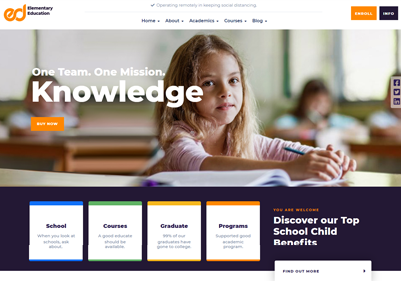 Elementary
Education
Operating remotely in keeping social distancing.
ENROLL
INFO
Home
About
Academics
Courses
Blog
One Team. One Mission.
Knowledge
BUY NOW
School
When you look at
schools, ask
about.
Courses
A good educate
should be
available.
Graduate
99% of our
graduates have
gone to college.
Programs
Supported good
academic
program.
YOU ARE WELCOME
Discover our Top
School Child
Benefits
FIND OUT MORE